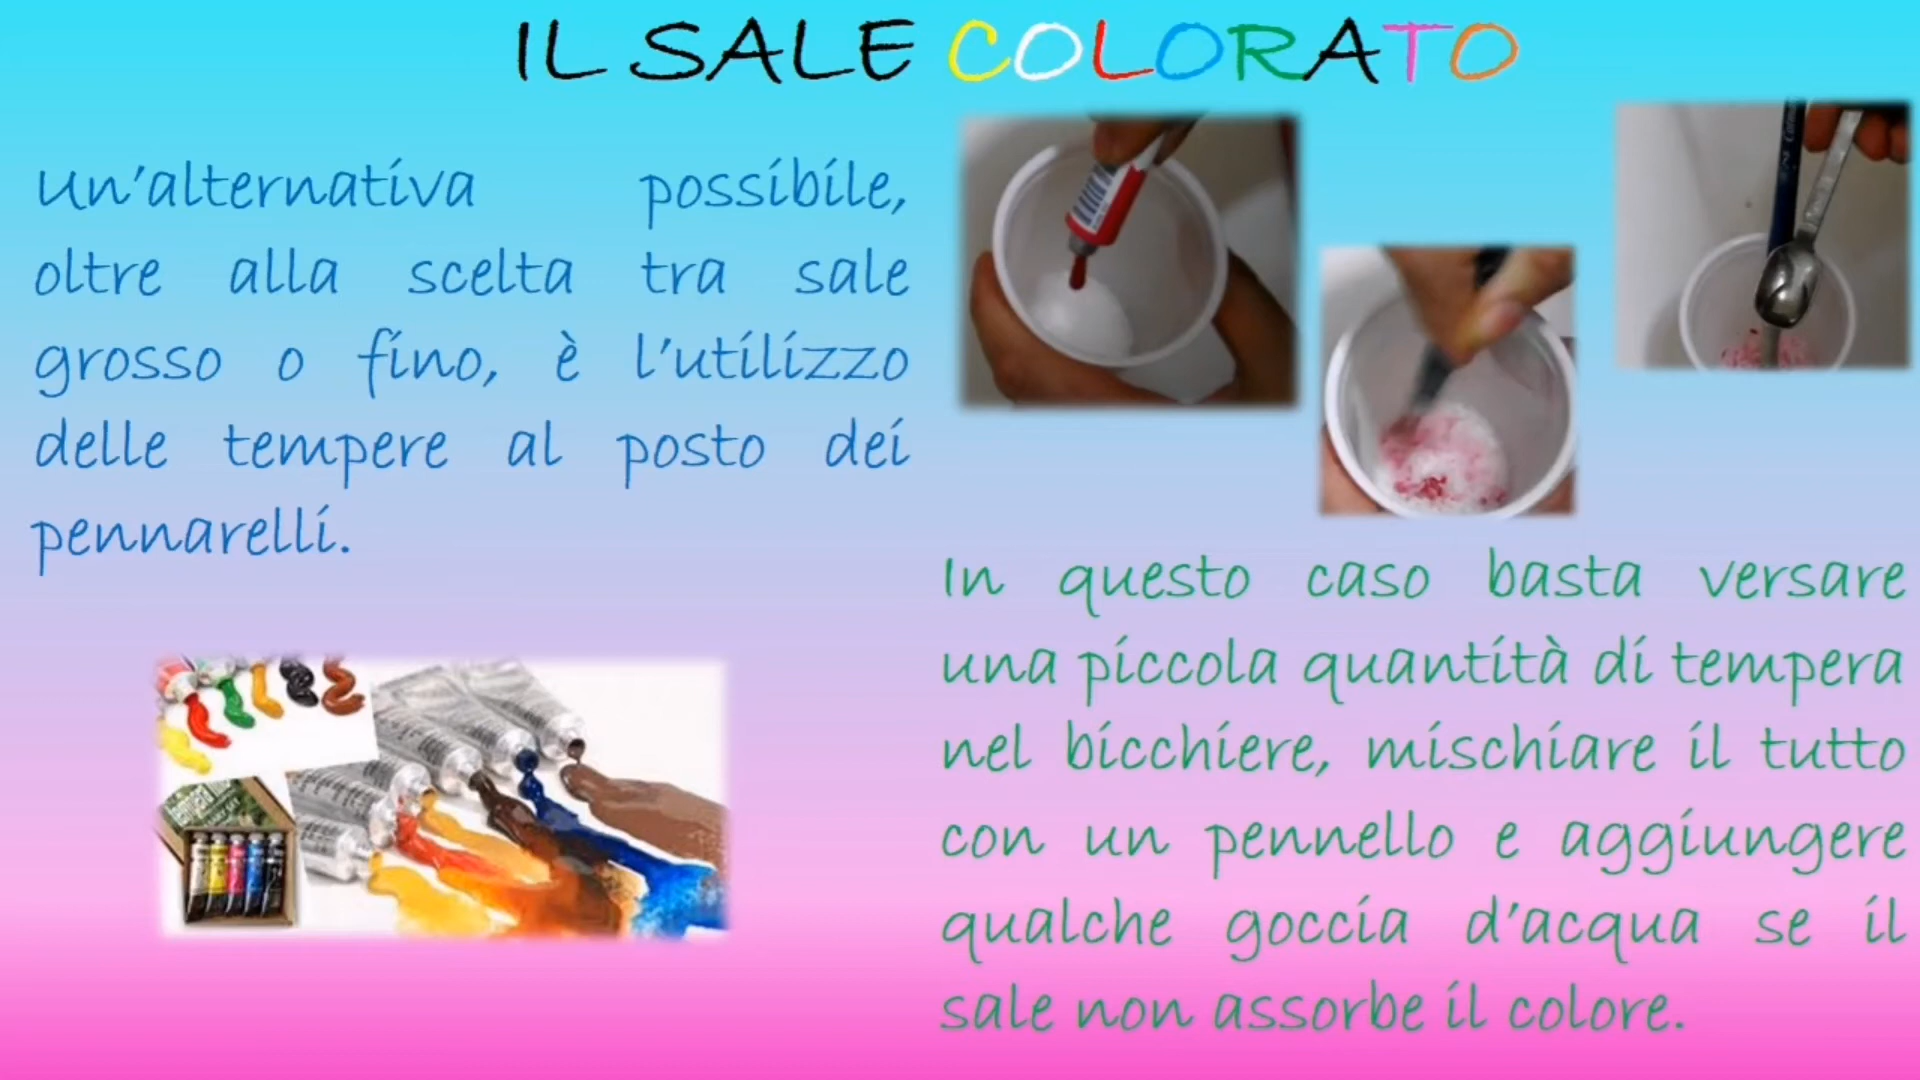 IL SALE COLORATO
Un'alternativa possibile,
oltre alla scelta tra sale
grosso o fino, è l'utilizzo
delle tempere al posto dei
pennarelli.
In questo caso basta versare
una piccola quantità di tempera
nel bicchiere, mischiare il tutto
con un pennello e aggiungere
qualche goccia d'acqua se il
sale non assorbe il colore.